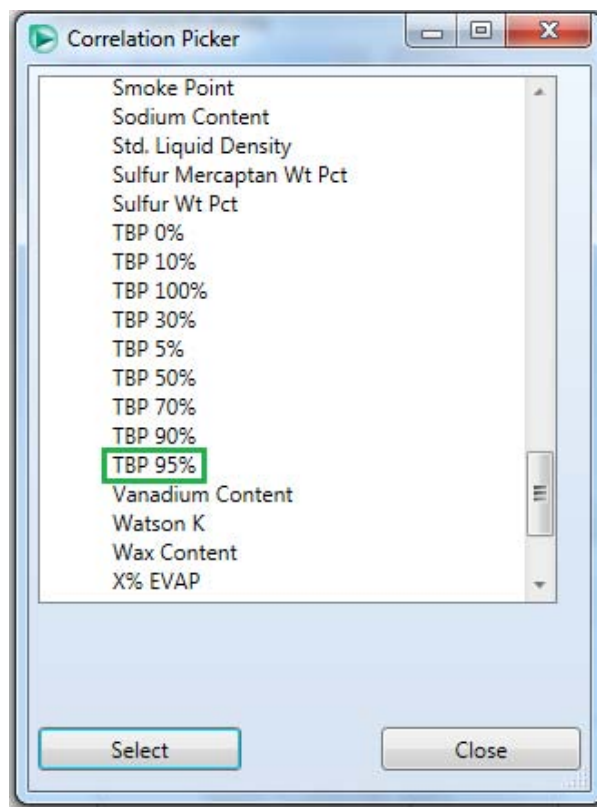 Correlation Picker
Smoke Point
Sodium Content
Std. Liquid Density
Sulfur Mercaptan Wt Pct
Sulfur Wt Pct
TBP 0%
TBP 10%
TBP 100%
TBP 30%
TBP 5%
TBP 50%
TBP 70%
TBP 90%
TBP 95%
Vanadium Content
Watson K
Wax Content
X% EVAP
Select
Close